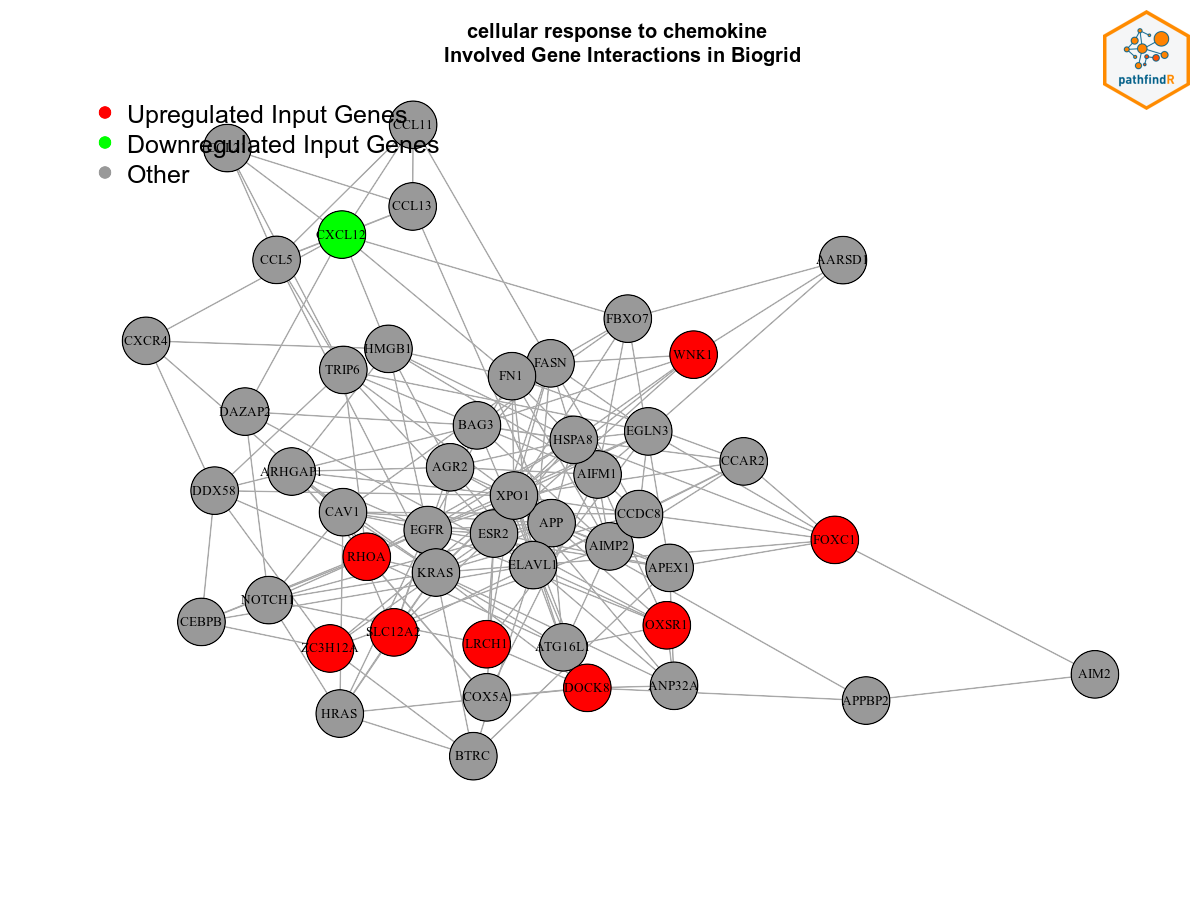 cellular response to chemokine
Involved Gene Interactions in Biogrid
pathfindR
Upregulated Input Genes
Downregulated Input Genes
Other
CCL11
CCL13
CXCL12
CCL5
AARSD1
FBXO7
CXCR4
HMGB1
WNK1
FASN
TRIP6
FN1
DAZAP2
BAG3
EGLN3
HSPA8
CCAR2
AGR2
ARHGAP1
AIFM1
DDX58
XPO1
CAV1
CCDC8
APP
EGFR
ESR2
FOXC1
AIMP2
RHOA
ELAVL1
APEX1
KRAS
NOTCH1
CEBPB
OXSR1
SLC12A2
LRCH1
ZC3H12A
ATG16L1
AIM2
ANP32A
DOCK8
COX5A
APPBP2
HRAS
BTRC